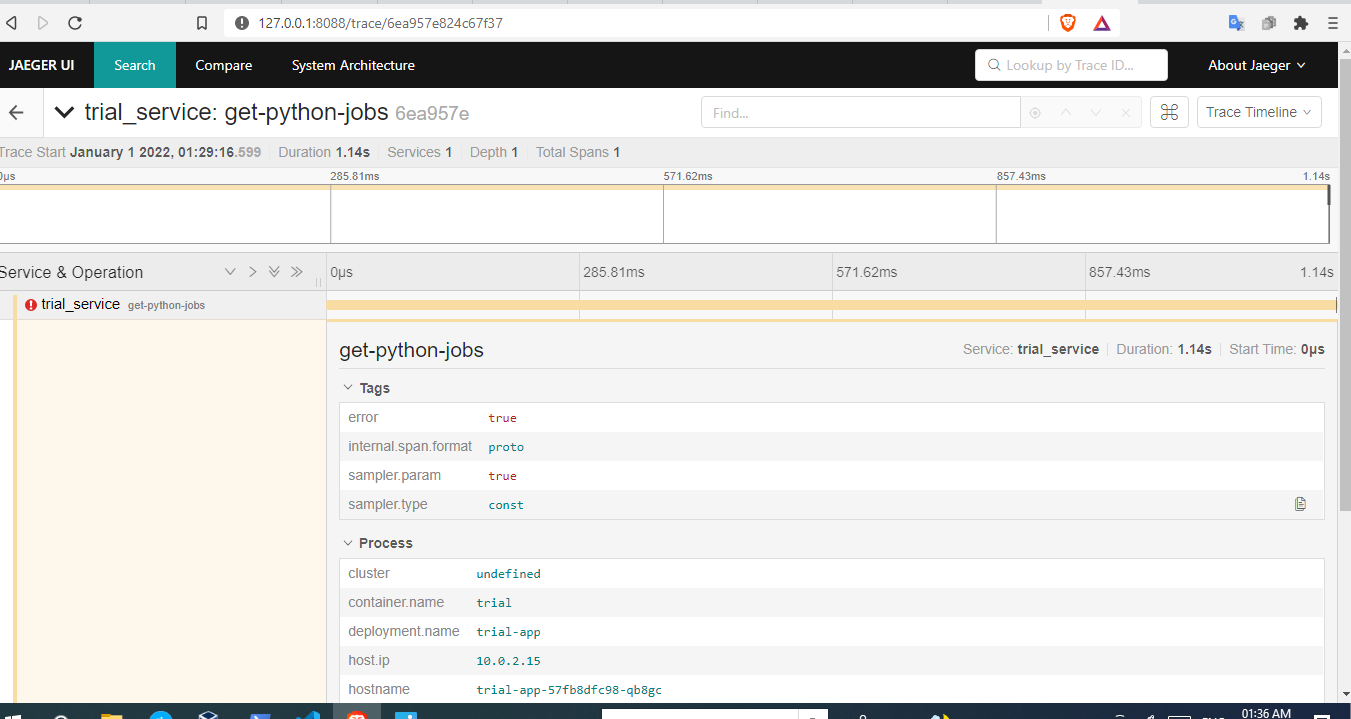 127.0.0.1:8088/trace/6ea957e824c67f37
JAEGER UI Search Compare System Architecture Lookup by Trace ID... About Jaeger
trial_service: get-python-jobs 6ea957e Find... ⌘ Trace Timeline
Trace Start January 1 2022, 01:29:16.599 Duration 1.14s Services 1 Depth 1 Total Spans 1
0μs 285.81ms 571.62ms 857.43ms 1.14s
Service & Operation 0μs 285.81ms 571.62ms 857.43ms 1.14s
trial_service get-python-jobs
get-python-jobs Service: trial_service Duration: 1.14s Start Time: 0μs
Tags
error true
internal.span.format proto
sampler.param true
sampler.type const
Process
cluster undefined
container.name trial
deployment.name trial-app
host.ip 10.0.2.15
hostname trial-app-57fb8dfc98-qb8gc
01:36 AM